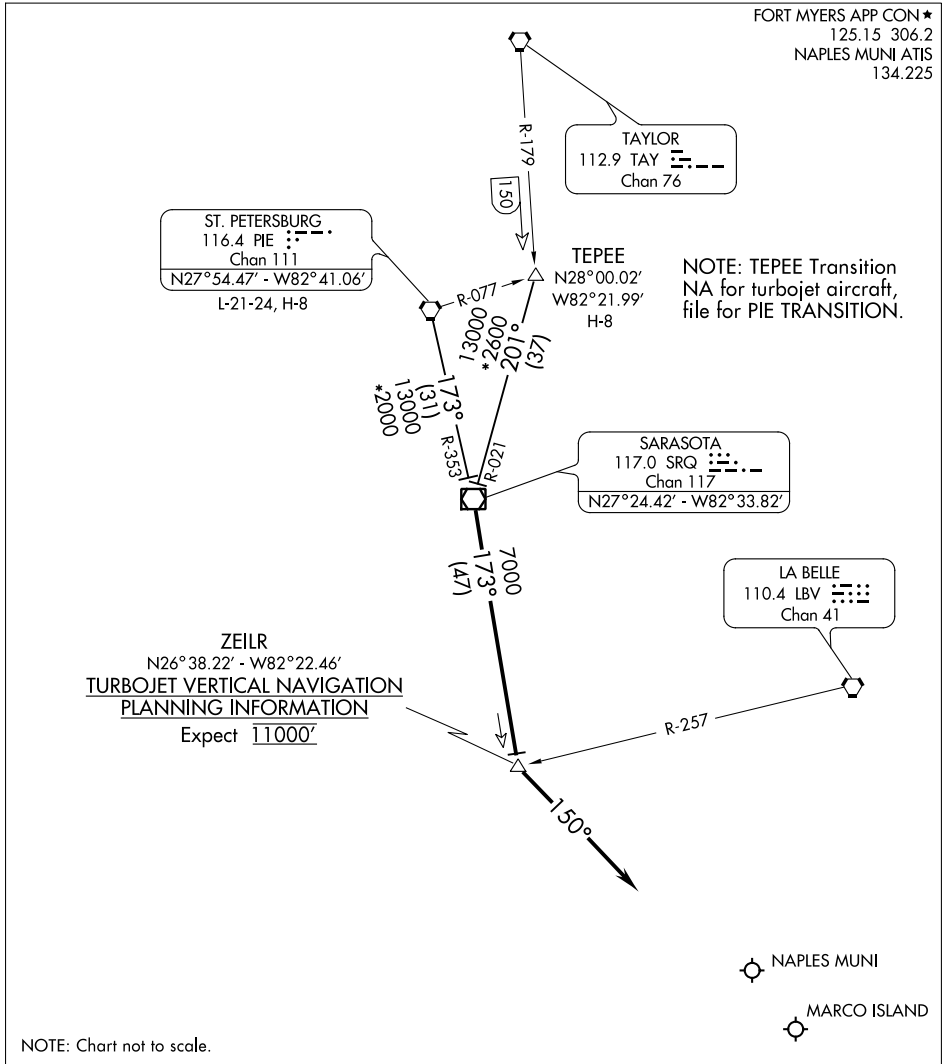 FORT MYERS APP CON ★
125.15 306.2
NAPLES MUNI ATIS
134.225
TAYLOR
112.9 TAY
Chan 76
R-179
150
ST. PETERSBURG
116.4 PIE
Chan 111
N27°54.47' - W82°41.06'
L-21-24, H-8
TEPEE
N28°00.02'
W82°21.99'
H-8
NOTE: TEPEE Transition
NA for turbojet aircraft,
file for PIE TRANSITION.
R-077
13000
*2600
201°
(37)
173°
(31)
13000
*2000
R-353
R-021
SARASOTA
117.0 SRQ
Chan 117
N27°24.42' - W82°33.82'
7000
173°
(47)
LA BELLE
110.4 LBV
Chan 41
ZEILR
N26°38.22' - W82°22.46'
TURBOJET VERTICAL NAVIGATION
PLANNING INFORMATION
Expect 11000'
R-257
150°
NAPLES MUNI
MARCO ISLAND
NOTE: Chart not to scale.